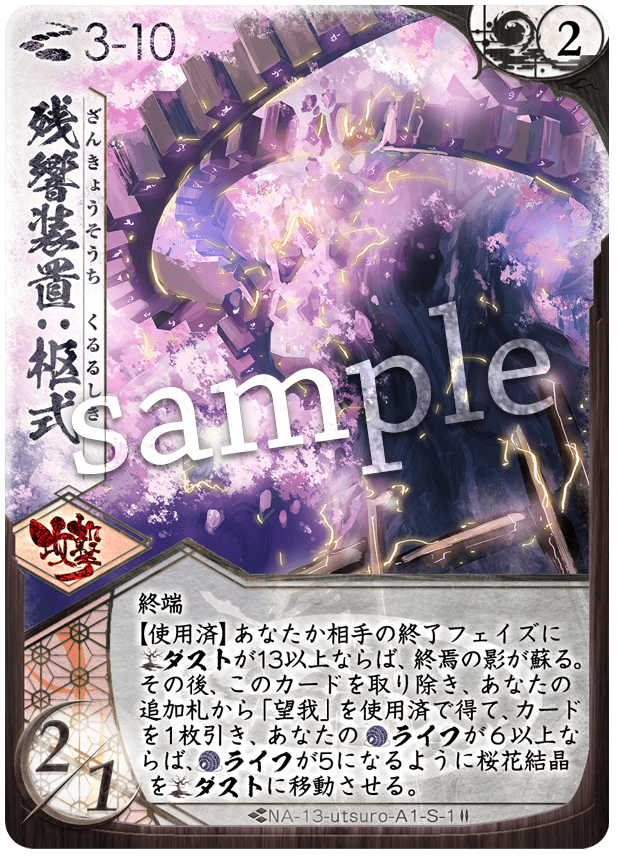 3-10
2
残響装置:枢式
ざんきょうそうち くるるしき
sample
攻撃
終端
【使用済】あなたか相手の終了フェイズに
ダストが13以上ならば、終焉の影が蘇る。
その後、このカードを取り除き、あなたの
追加札から「望我」を使用済で得て、カード
を1枚引き、あなたのライフが6以上な
らば、ライフが5になるように桜花結晶
をダストに移動させる。
2/1
NA-13-utsuro-A1-S-1